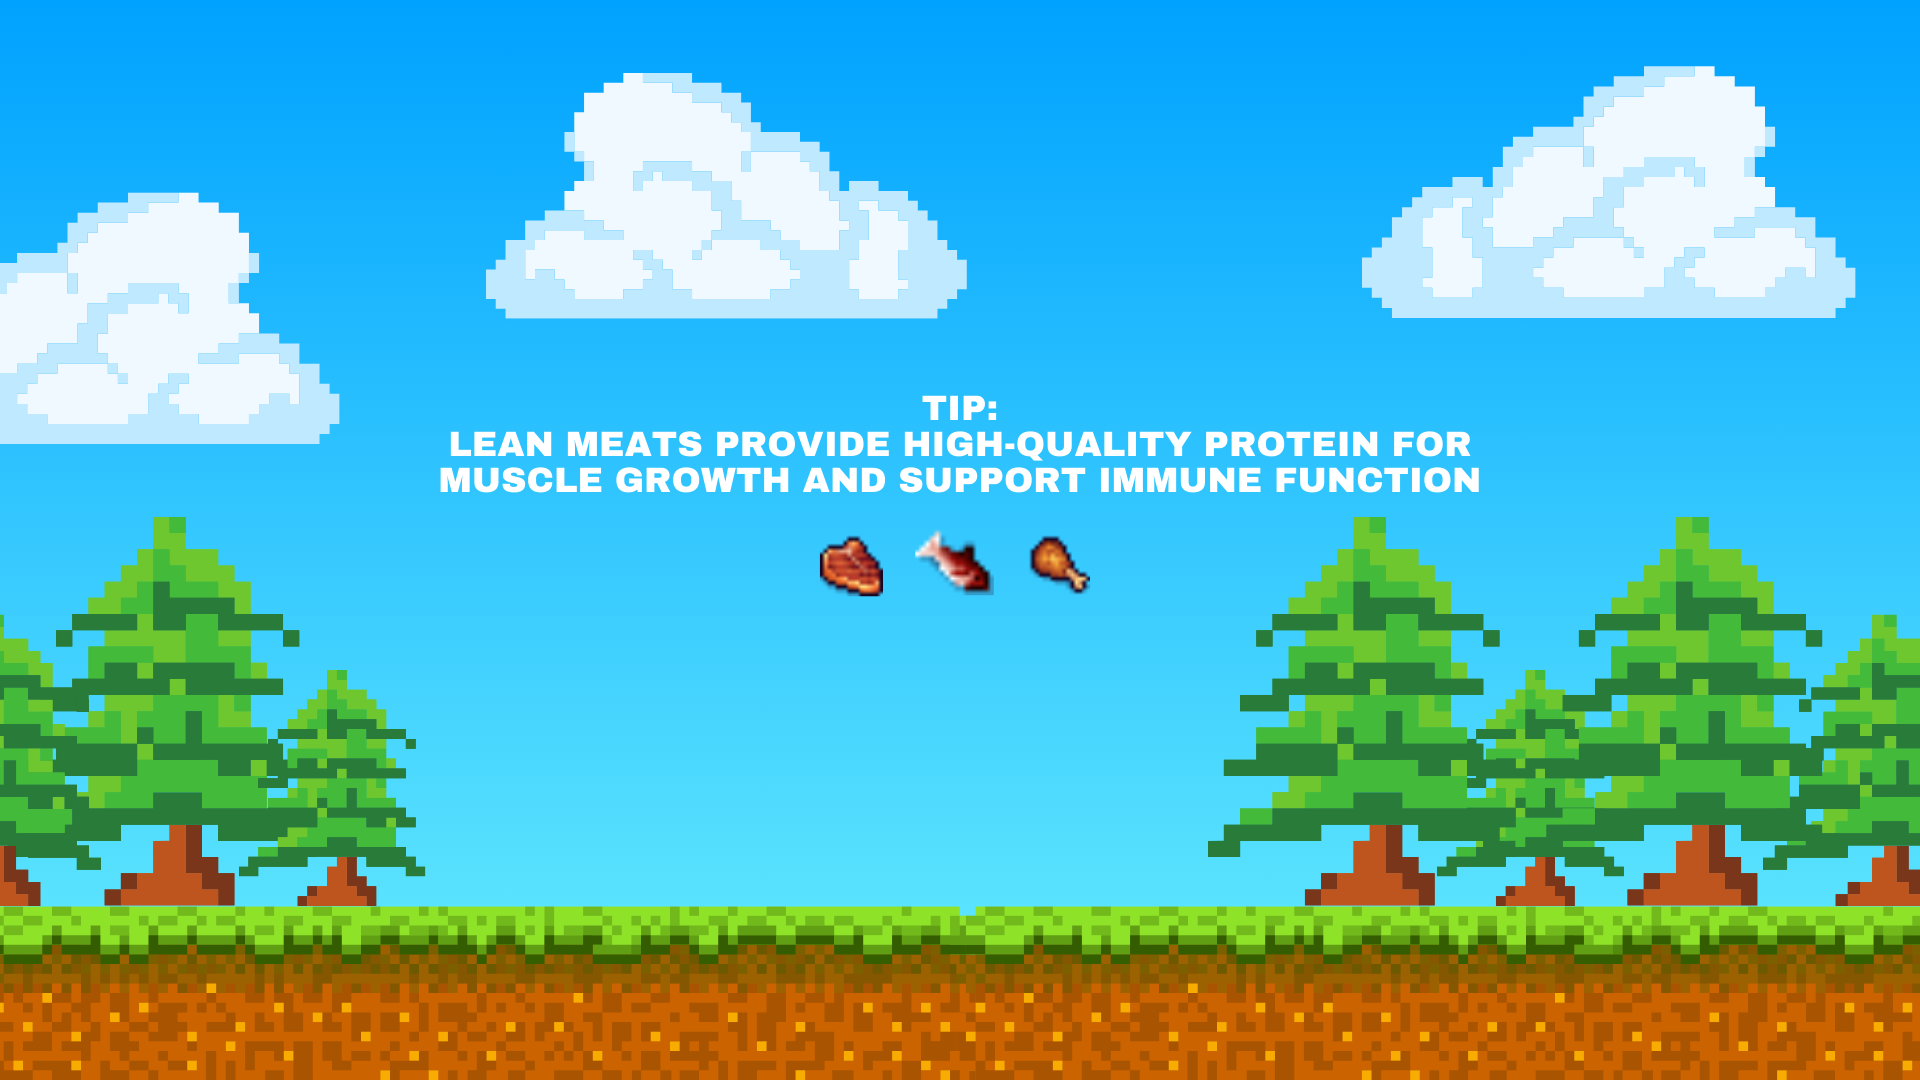 TIP:
LEAN MEATS PROVIDE HIGH-QUALITY PROTEIN FOR
MUSCLE GROWTH AND SUPPORT IMMUNE FUNCTION